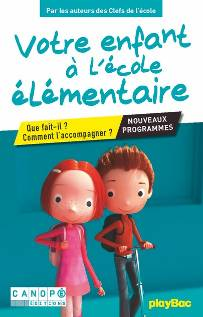 Par les auteurs des Clefs de l'école
Votre enfant
à l'école
élémentaire
Que fait-il ?
Comment l'accompagner ?
NOUVEAUX
PROGRAMMES
CANOPÉ
ÉDITIONS
playBac